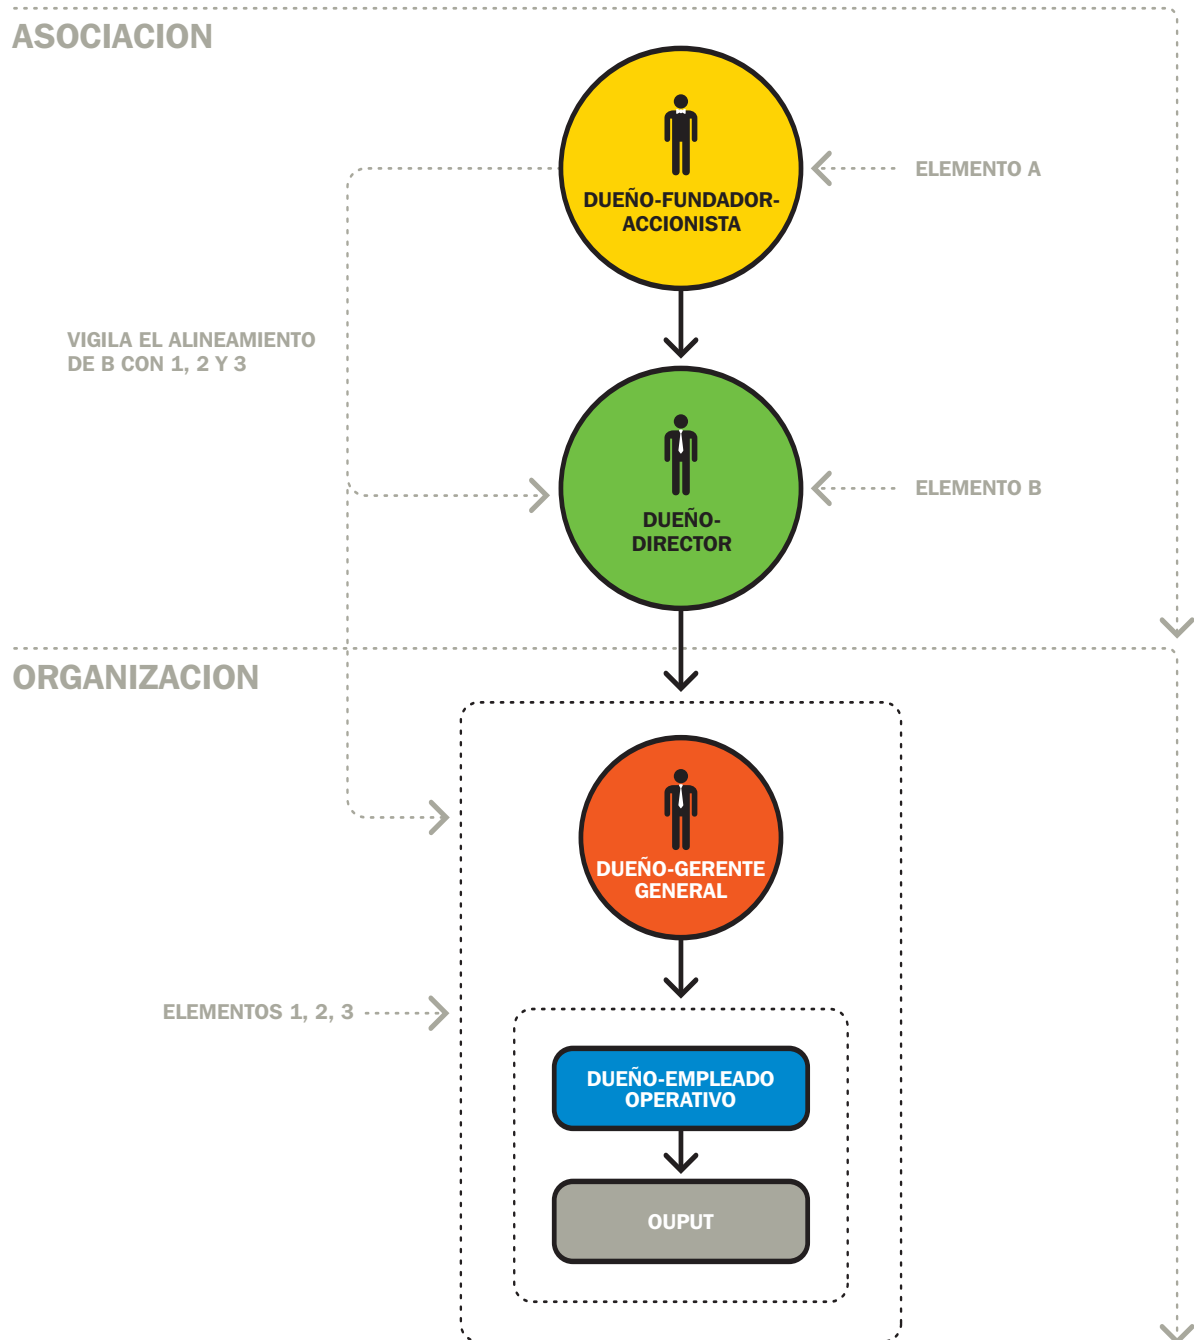 ASOCIACION
DUEÑO-FUNDADOR-
ACCIONISTA
ELEMENTO A
VIGILA EL ALINEAMIENTO
DE B CON 1, 2 Y 3
DUEÑO-
DIRECTOR
ELEMENTO B
ORGANIZACION
DUEÑO-GERENTE
GENERAL
ELEMENTOS 1, 2, 3
DUEÑO-EMPLEADO
OPERATIVO
OUPUT